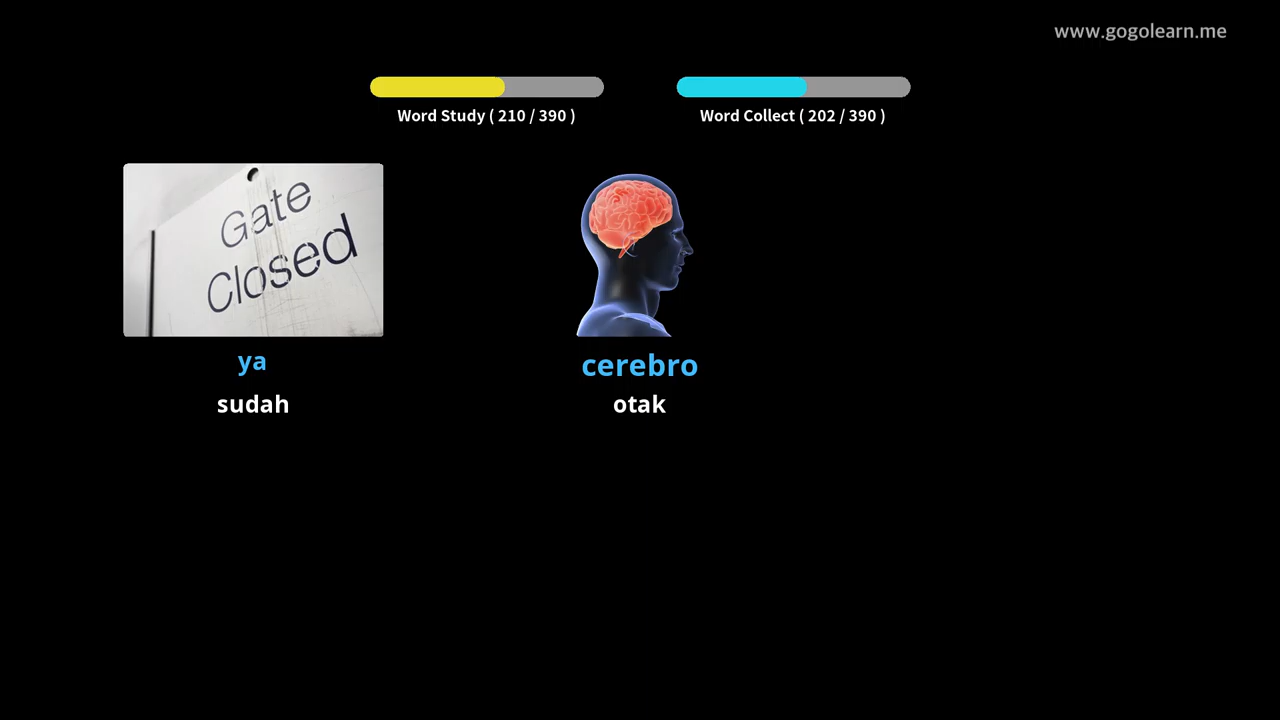 www.gogolearn.me
Word Study ( 210 / 390 )
Word Collect ( 202 / 390 )
Gate
Closed
ya
sudah
cerebro
otak